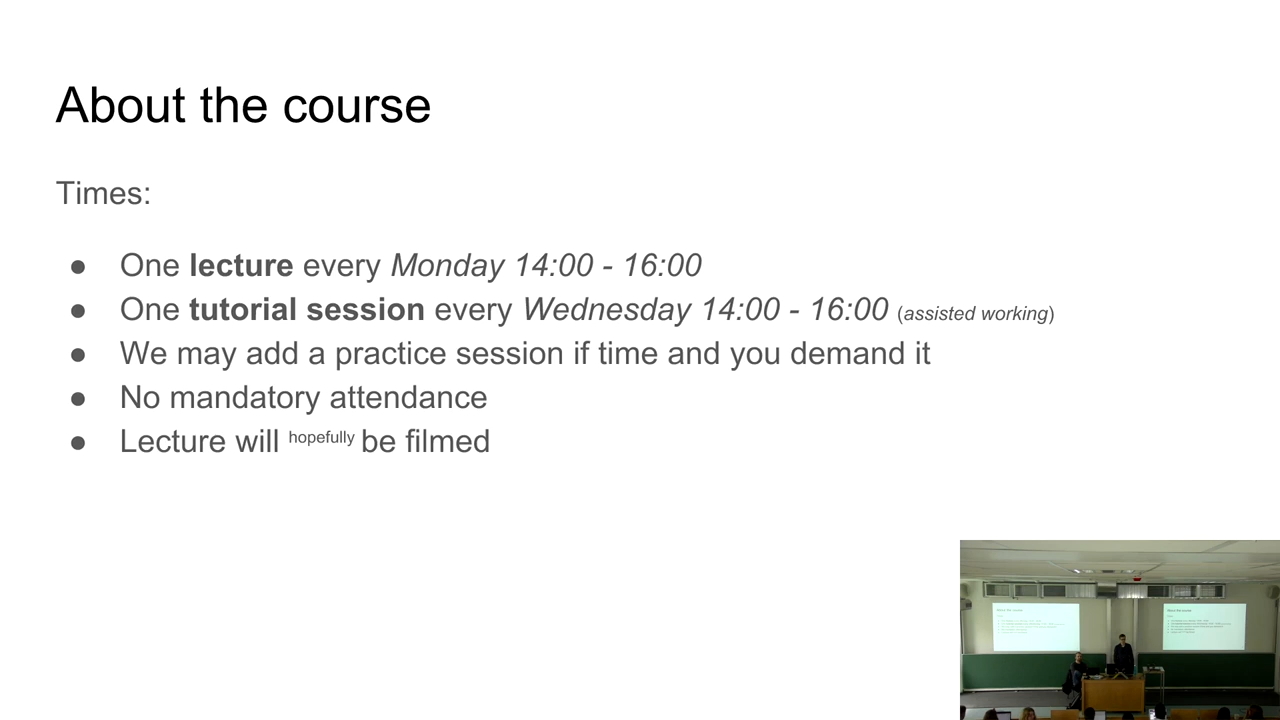 About the course
Times:
● One lecture every Monday 14:00 - 16:00
● One tutorial session every Wednesday 14:00 - 16:00 (assisted working)
● We may add a practice session if time and you demand it
● No mandatory attendance
● Lecture will hopefully be filmed